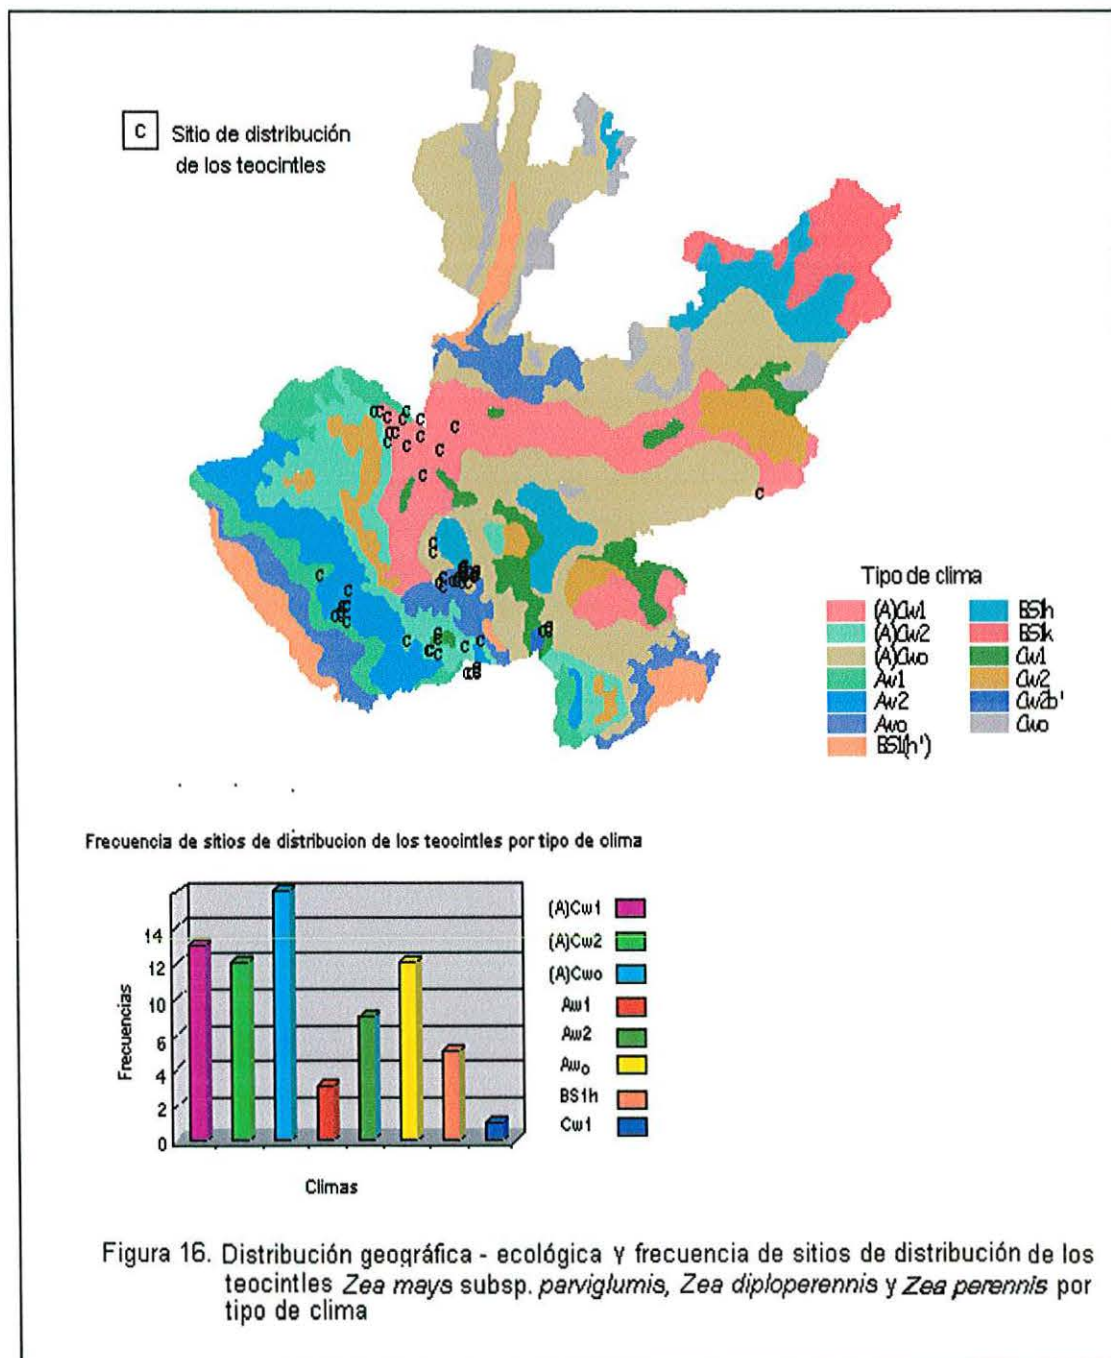 C Sitio de distribución
de los teocintles
Tipo de clima
(A)Cw1
(A)Cw2
(A)Cwo
Aw1
Aw2
Awo
BS1(h')
BS1h
BS1k
Cw1
Cw2
Cw2b'
Cwo
Frecuencia de sitios de distribucion de los teocintles por tipo de clima
Frecuencias
14
12
10
8
6
4
2
0
Climas
(A)Cw1
(A)Cw2
(A)Cwo
Aw1
Aw2
Awo
BS1h
Cw1
Figura 16. Distribución geográfica - ecológica y frecuencia de sitios de distribución de los
teocintles Zea mays subsp. parviglumis, Zea diploperennis y Zea perennis por
tipo de clima